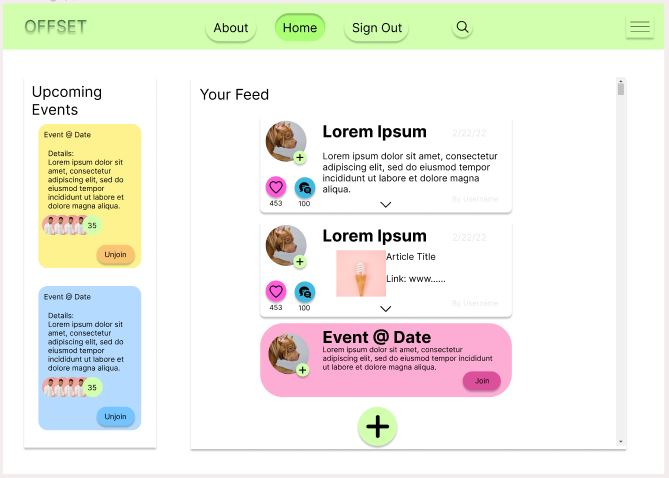 OFFSET
About
Home
Sign Out
Upcoming
Events
Event @ Date
Details:
Lorem ipsum dolor sit
amet, consectetur
adipiscing elit, sed do
eiusmod tempor
incididunt ut labore et
dolore magna aliqua.
35
Unjoin
Event @ Date
Details:
Lorem ipsum dolor sit
amet, consectetur
adipiscing elit, sed do
eiusmod tempor
incididunt ut labore et
dolore magna aliqua.
35
Unjoin
Your Feed
Lorem Ipsum
2/22/22
Lorem ipsum dolor sit amet, consectetur
adipiscing elit, sed do eiusmod tempor
incididunt ut labore et dolore magna
aliqua.
453
100
By Username
Lorem Ipsum
2/22/22
Article Title
Link: www......
453
100
By Username
Event @ Date
Lorem ipsum dolor sit amet, consectetur
adipiscing elit, sed do eiusmod tempor incididunt
ut labore et dolore magna aliqua.
Join